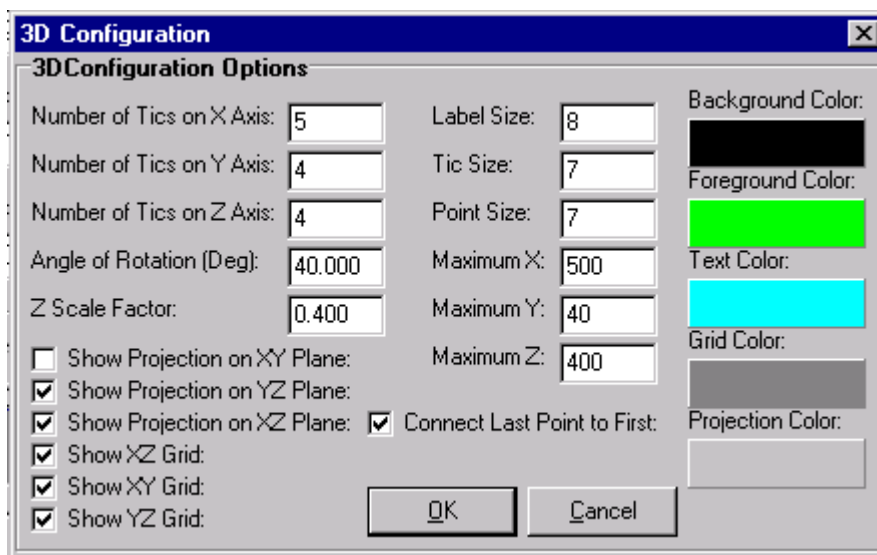 3D Configuration
3DConfiguration Options
Number of Tics on X Axis: 5
Number of Tics on Y Axis: 4
Number of Tics on Z Axis: 4
Angle of Rotation (Deg): 40.000
Z Scale Factor: 0.400
Show Projection on XY Plane:
Show Projection on YZ Plane:
Show Projection on XZ Plane:
Show XZ Grid:
Show XY Grid:
Show YZ Grid:
Label Size: 8
Tic Size: 7
Point Size: 7
Maximum X: 500
Maximum Y: 40
Maximum Z: 400
Connect Last Point to First:
Background Color:
Foreground Color:
Text Color:
Grid Color:
Projection Color:
OK
Cancel